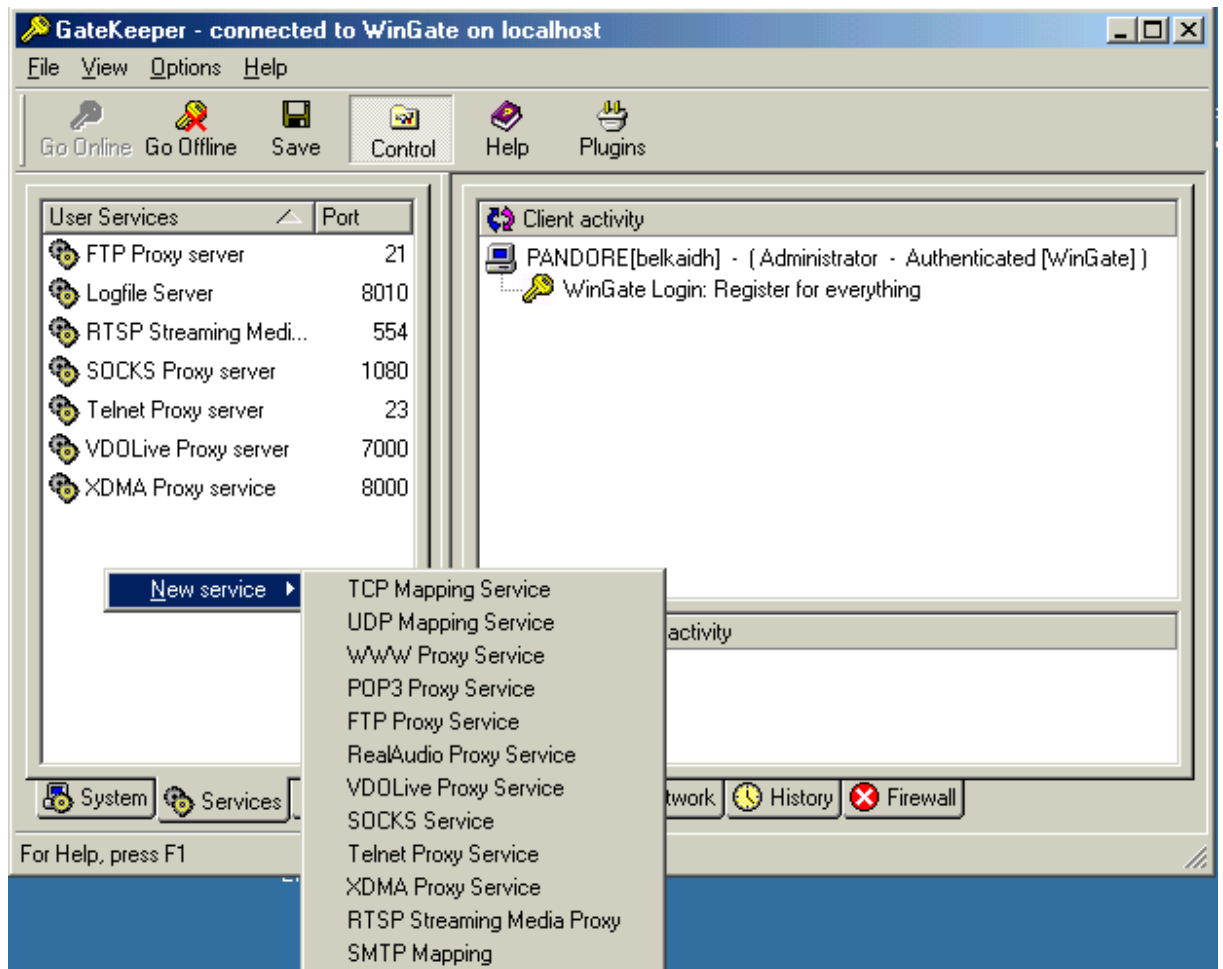 GateKeeper - connected to WinGate on localhost
File View Options Help
Go Online Go Offline Save Control Help Plugins
User Services Port
FTP Proxy server 21
Logfile Server 8010
RTSP Streaming Medi... 554
SOCKS Proxy server 1080
Telnet Proxy server 23
VDOLive Proxy server 7000
XDMA Proxy service 8000
Client activity
PANDORE[belkaidh] - ( Administrator - Authenticated [WinGate] )
WinGate Login: Register for everything
New service
TCP Mapping Service
UDP Mapping Service
WWW Proxy Service
POP3 Proxy Service
FTP Proxy Service
RealAudio Proxy Service
VDOLive Proxy Service
SOCKS Service
Telnet Proxy Service
XDMA Proxy Service
RTSP Streaming Media Proxy
SMTP Mapping
activity
System Services twork History Firewall
For Help, press F1